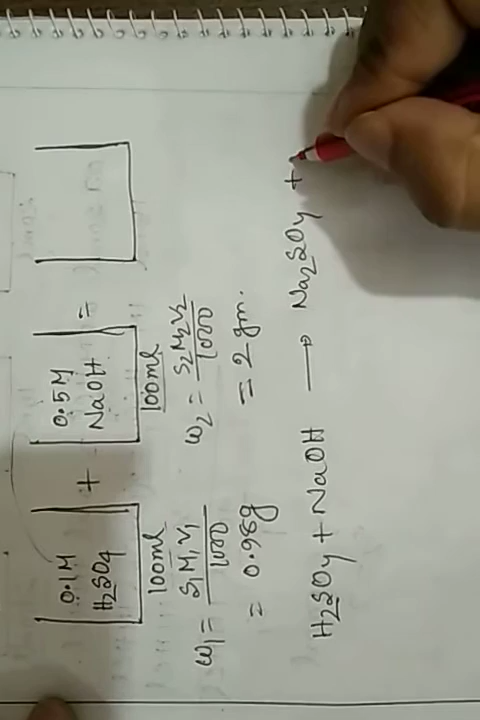 0.1M H2SO4 + 0.5M NaOH =
100ml 100ml
w1 = S1M1V1/1000 w2 = S2M2V2/1000
= 0.98g = 2 gm.
H2SO4 + NaOH → Na2SO4 +